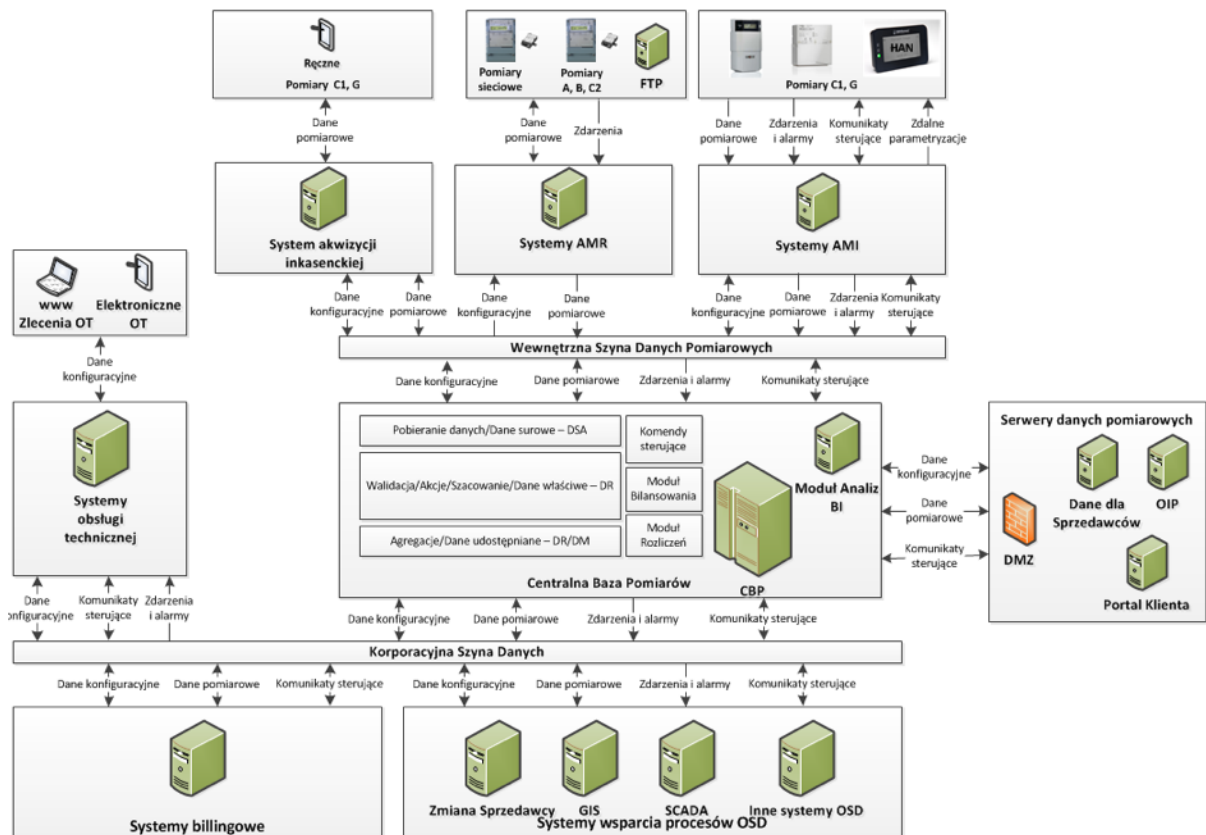 Ręczne
Pomiary C1, G
Pomiary
sieciowe
Pomiary
A, B, C2
FTP
HAN
Pomiary C1, G
Dane
pomiarowe
Dane
pomiarowe
Zdarzenia
Dane
pomiarowe
Zdarzenia
i alarmy
Komunikaty
sterujące
Zdalne
parametryzacje
System akwizycji
inkasenckiej
Systemy AMR
Systemy AMI
www
Zlecenia OT
Elektroniczne
OT
Dane
konfiguracyjne
Dane
pomiarowe
Dane
konfiguracyjne
Dane
pomiarowe
Dane
konfiguracyjne
Dane
pomiarowe
Zdarzenia
i alarmy
Komunikaty
sterujące
Wewnętrzna Szyna Danych Pomiarowych
Dane
konfiguracyjne
Dane konfiguracyjne
Dane pomiarowe
Zdarzenia i alarmy
Komunikaty sterujące
Systemy
obsługi
technicznej
Pobieranie danych/Dane surowe – DSA
Walidacja/Akcje/Szacowanie/Dane właściwe – DR
Agregacje/Dane udostępniane – DR/DM
Komendy
sterujące
Moduł
Bilansowania
Moduł
Rozliczeń
Moduł Analiz
BI
CBP
Centralna Baza Pomiarów
Dane
konfiguracyjne
Dane
pomiarowe
Komunikaty
sterujące
Serwery danych pomiarowych
Dane dla
Sprzedawców
OIP
DMZ
Portal Klienta
Dane
konfiguracyjne
Komunikaty
sterujące
Zdarzenia
i alarmy
Dane konfiguracyjne
Dane pomiarowe
Zdarzenia i alarmy
Komunikaty sterujące
Korporacyjna Szyna Danych
Dane konfiguracyjne
Dane pomiarowe
Komunikaty sterujące
Dane konfiguracyjne
Dane pomiarowe
Zdarzenia i alarmy
Komunikaty sterujące
Systemy billingowe
Zmiana Sprzedawcy
GIS
SCADA
Inne systemy OSD
Systemy wsparcia procesów OSD